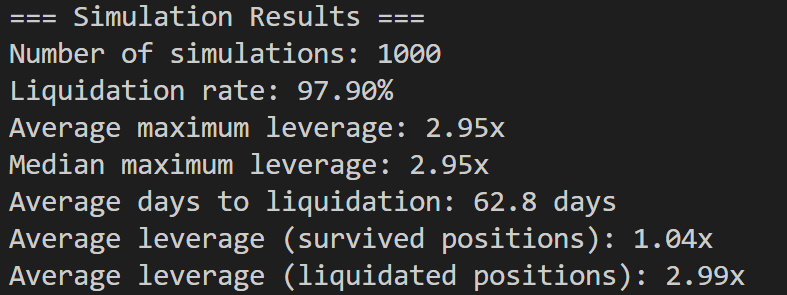 === Simulation Results ===
Number of simulations: 1000
Liquidation rate: 97.90%
Average maximum leverage: 2.95x
Median maximum leverage: 2.95x
Average days to liquidation: 62.8 days
Average leverage (survived positions): 1.04x
Average leverage (liquidated positions): 2.99x